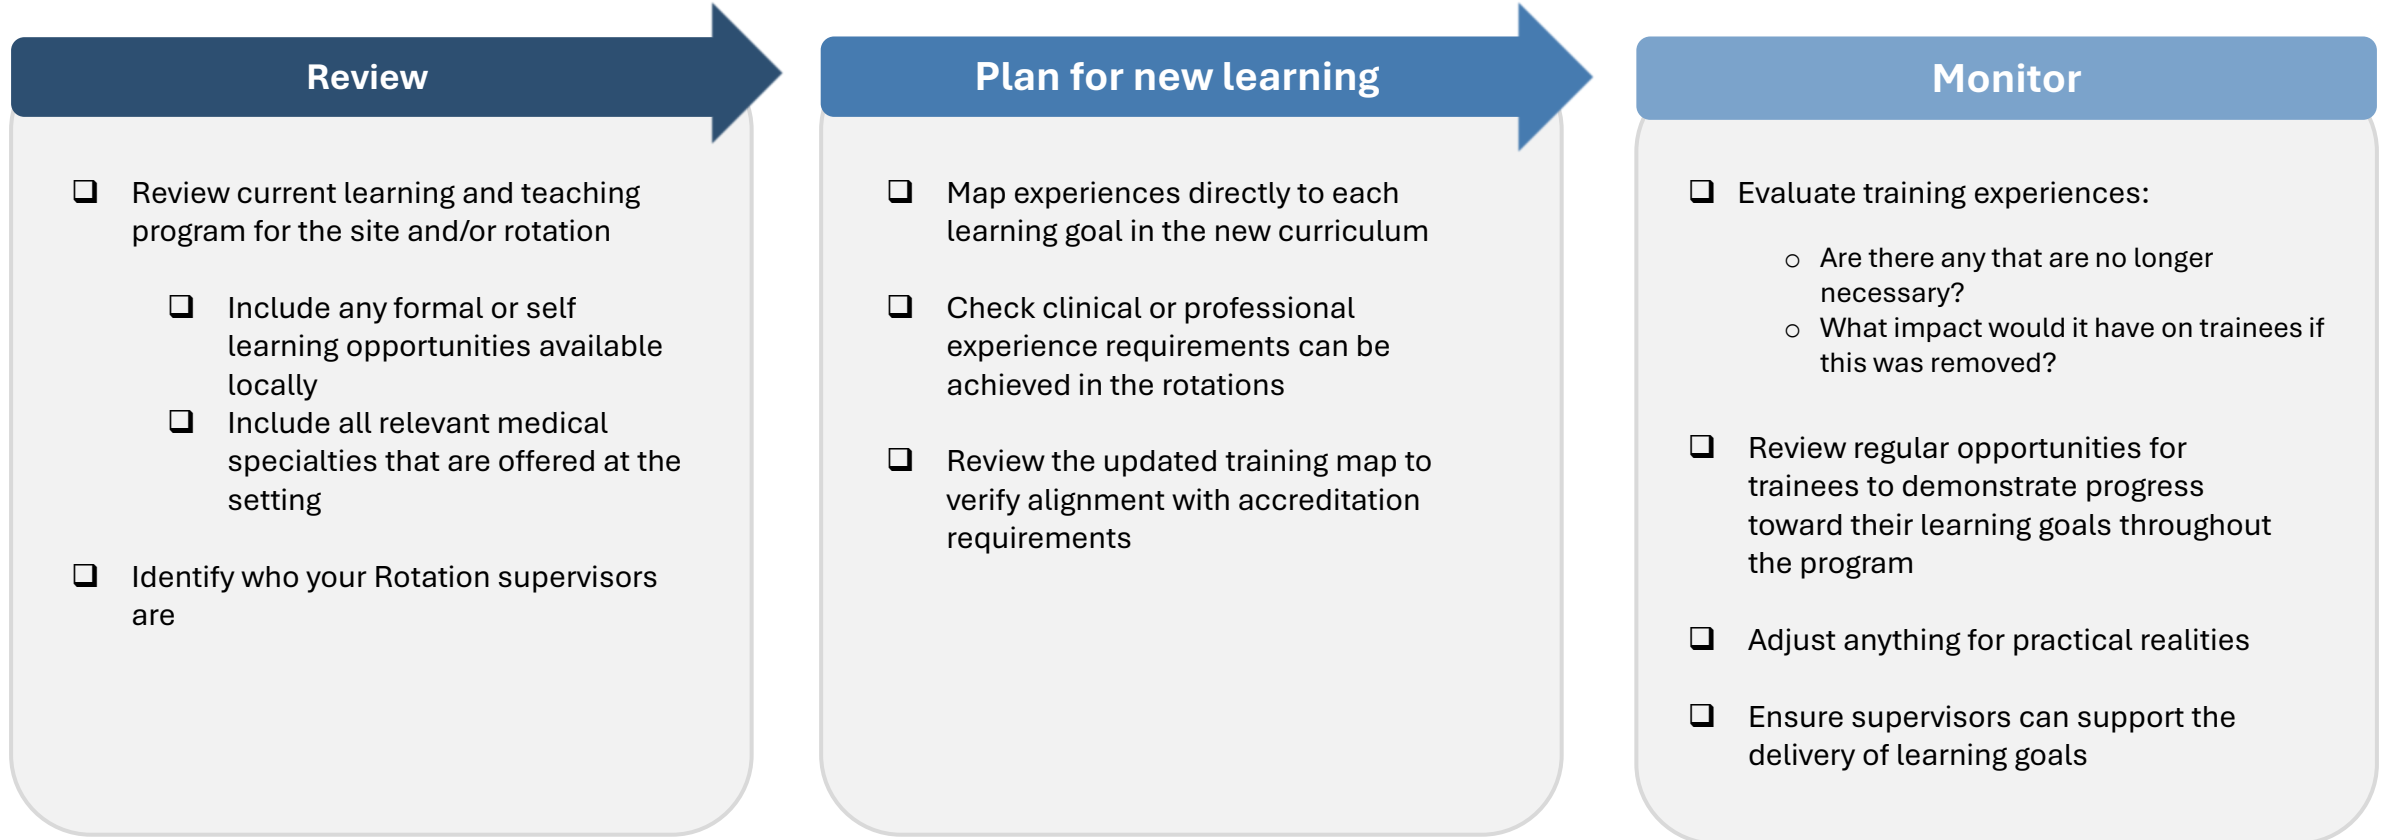 Review
Review current learning and teaching
program for the site and/or rotation
Include any formal or self
learning opportunities available
locally
Include all relevant medical
specialties that are offered at the
setting
Identify who your Rotation supervisors
are
Plan for new learning
Map experiences directly to each
learning goal in the new curriculum
Check clinical or professional
experience requirements can be
achieved in the rotations
Review the updated training map to
verify alignment with accreditation
requirements
Monitor
Evaluate training experiences:
Are there any that are no longer
necessary?
What impact would it have on trainees if
this was removed?
Review regular opportunities for
trainees to demonstrate progress
toward their learning goals throughout
the program
Adjust anything for practical realities
Ensure supervisors can support the
delivery of learning goals